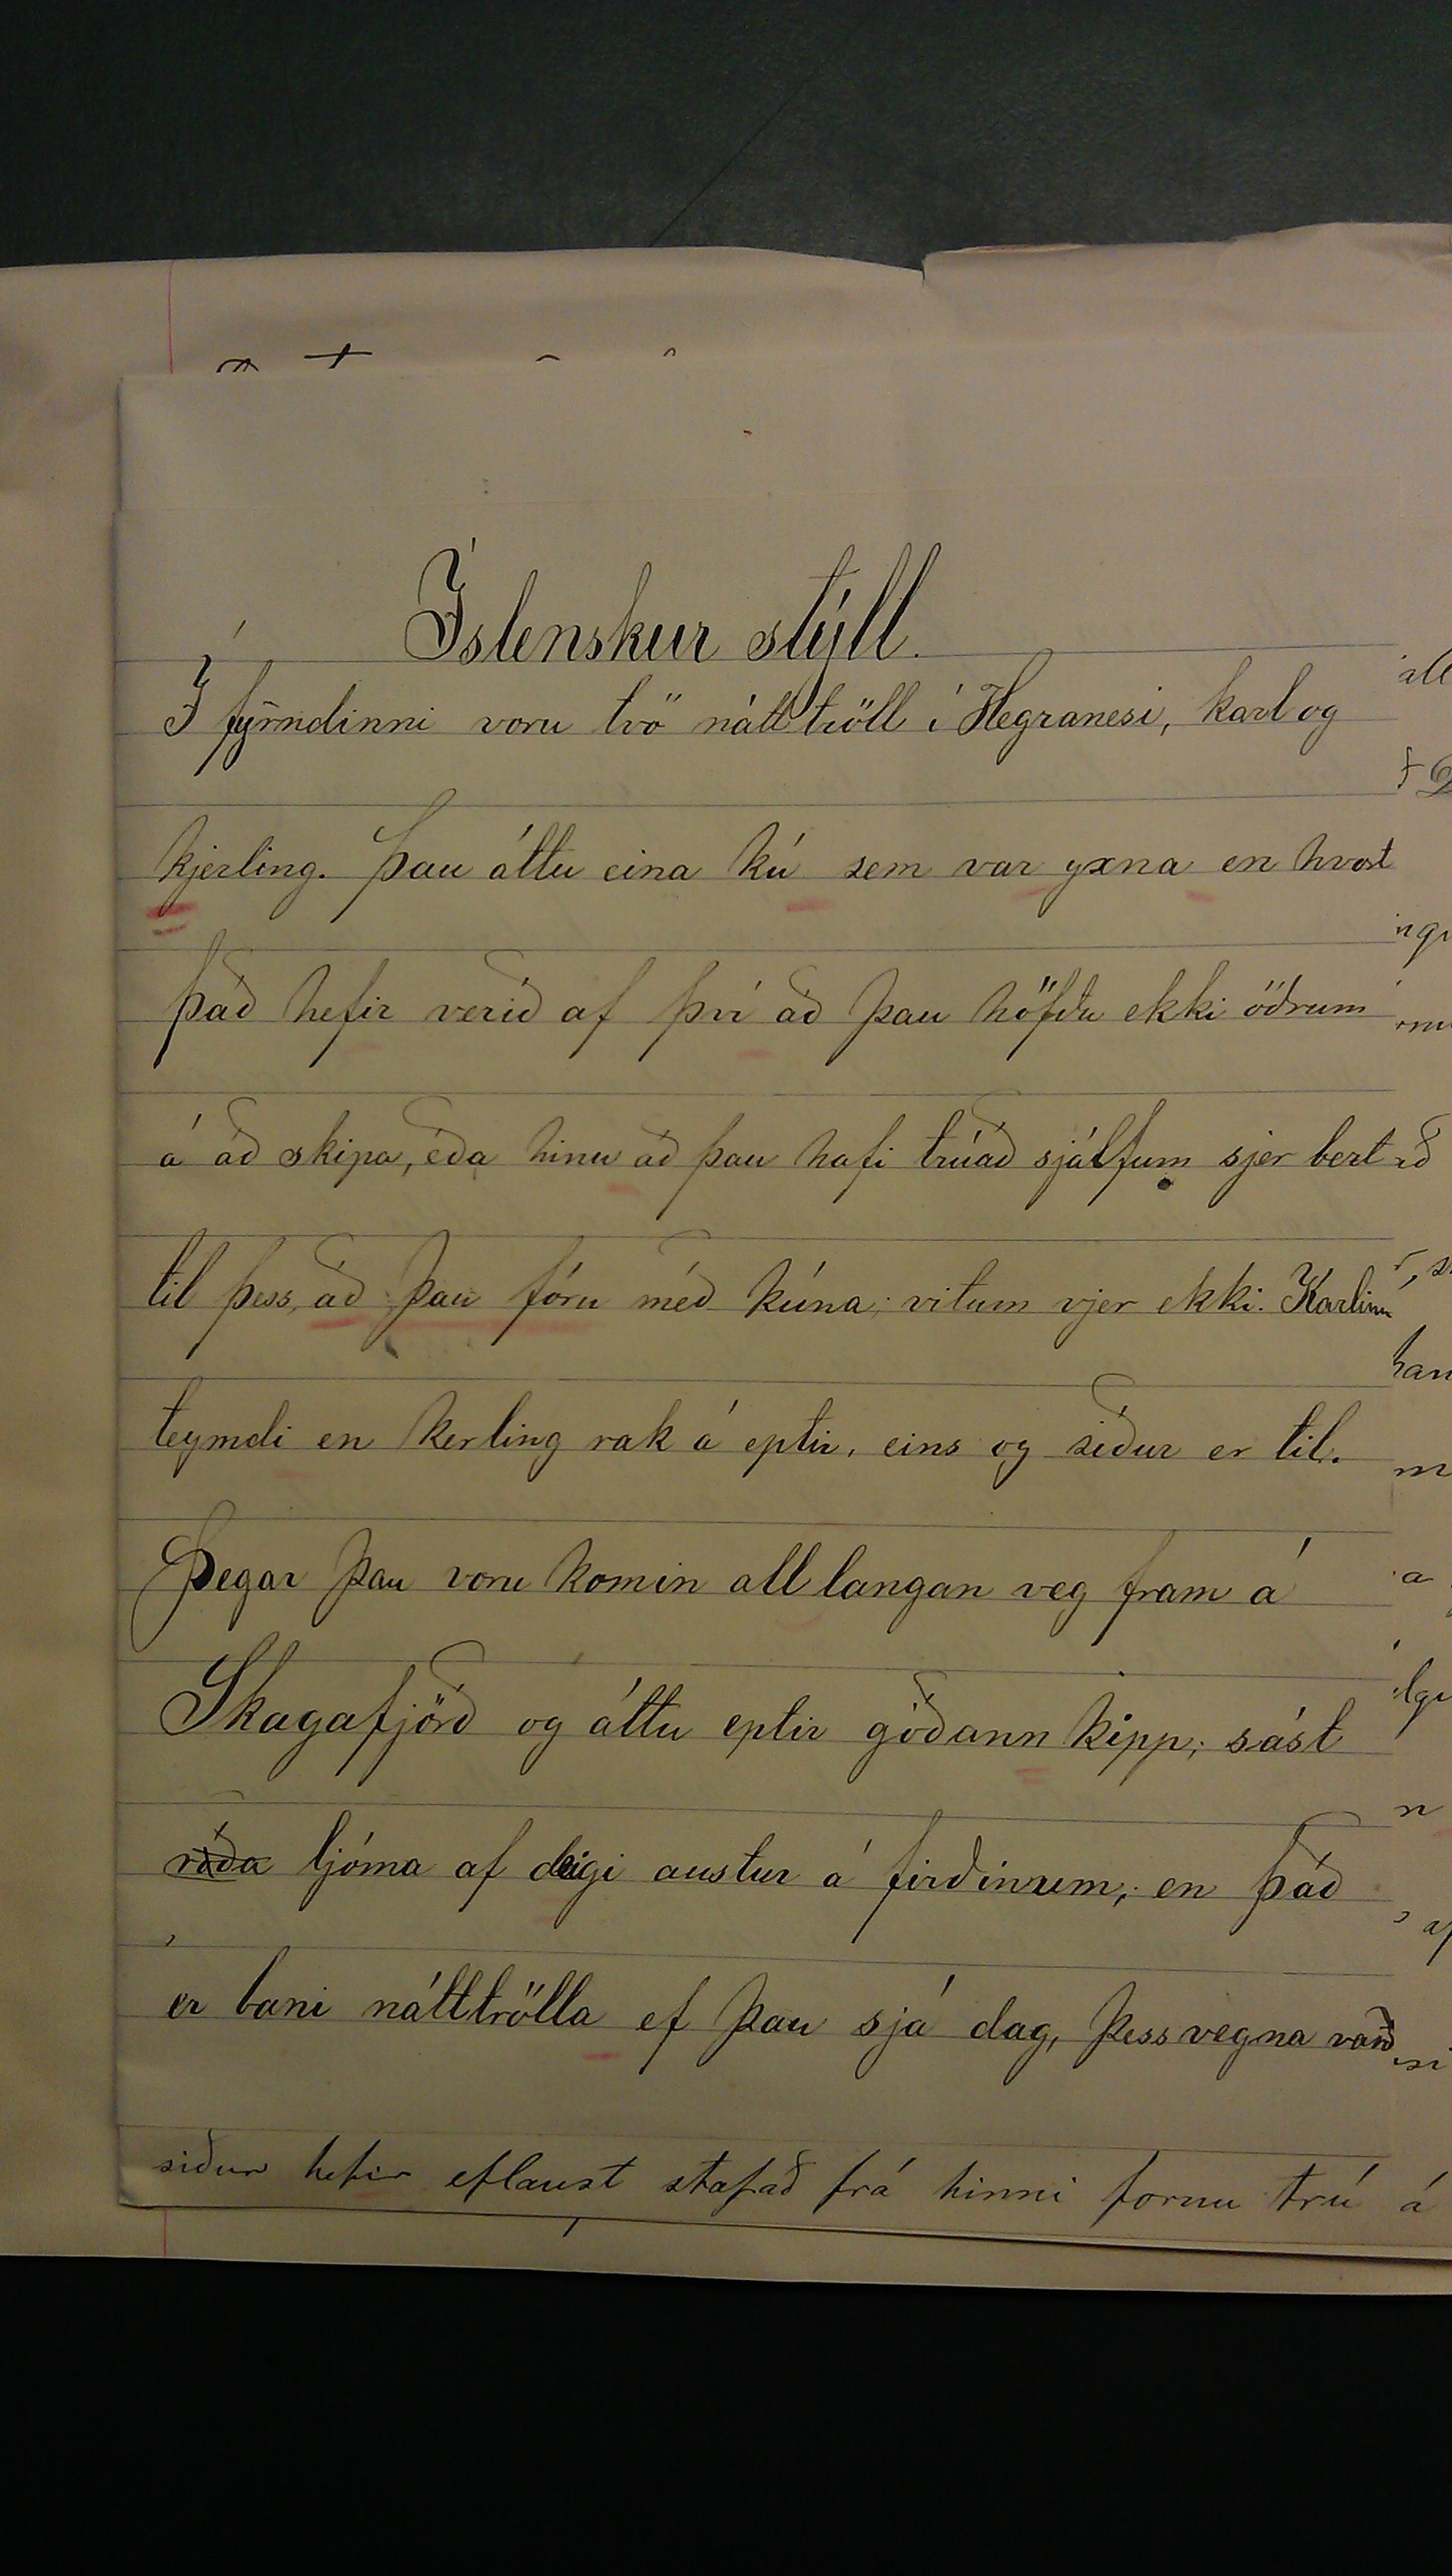 Íslenskur stýll.
Í fyrndinni voru tvö nátttröll í Hegranesi, karl og
kjerling. Þau áttu eina kú sem var yxna en hvort
það hefir verið af því að þau höfðu ekki öðrum
á að skipa, eða hinu að þau hafi trúað sjálfum sjer bezt
til þess, að þau fóru með kúna; vitum vjer ekki. Karlinn
teymdi en kerling rak á eptir, eins og siður er til.
Þegar þau voru komin all langan veg fram á
Skagafjörð og áttu eptir góðann kipp; sást
ráða ljóma af degi austur á firðinum; en það
er bani nátttrölla ef þau sjá dag, þess vegna varð
siður hefir eflaust stafað frá hinni fornu trú á